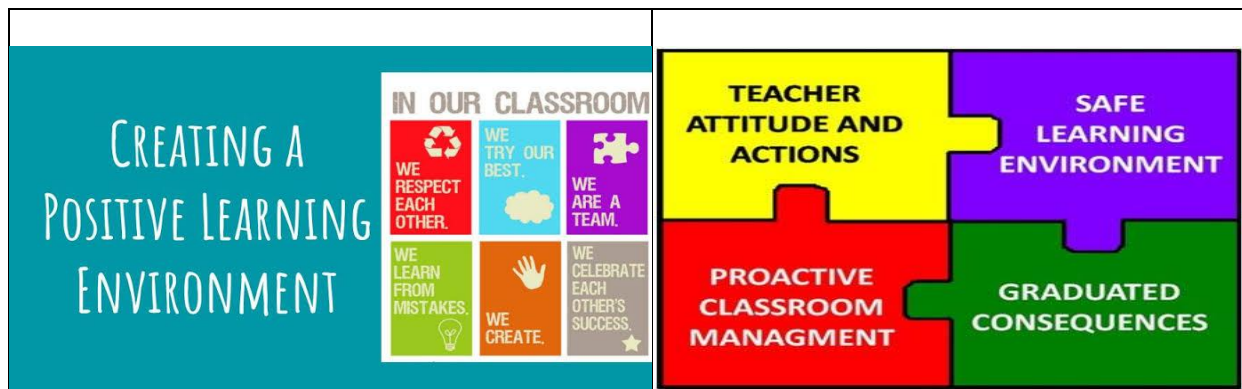 CREATING A
POSITIVE LEARNING
ENVIRONMENT
IN OUR CLASSROOM
WE
RESPECT
EACH
OTHER.
WE
TRY OUR
BEST.
WE
ARE A
TEAM.
WE
LEARN
FROM
MISTAKES.
WE
CREATE.
WE
CELEBRATE
EACH
OTHER'S
SUCCESS.
TEACHER
ATTITUDE AND
ACTIONS
SAFE
LEARNING
ENVIRONMENT
PROACTIVE
CLASSROOM
MANAGMENT
GRADUATED
CONSEQUENCES